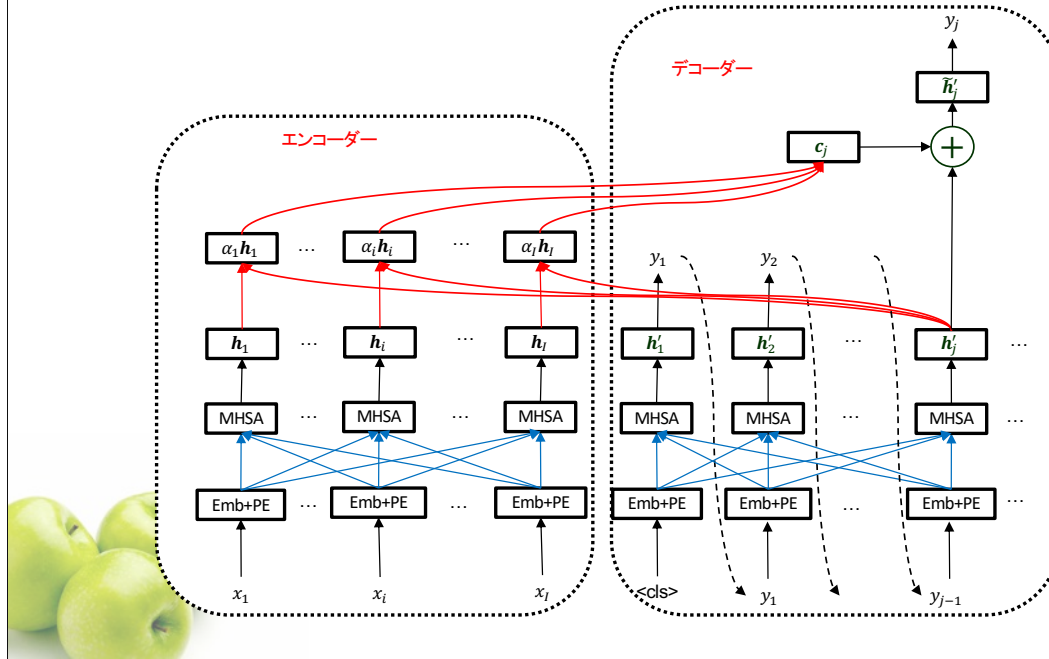 y_j
デコーダー
h̃′_j
エンコーダー
c_j
+
α_1h_1 … α_ih_i … α_Ih_I
y_1 y_2
h_1 … h_i … h_I
h′_1 h′_2 … h′_j …
MHSA … MHSA … MHSA
MHSA MHSA … MHSA …
Emb+PE … Emb+PE … Emb+PE
Emb+PE Emb+PE … Emb+PE …
x_1 x_i x_I
<cls> y_1 y_{j−1}